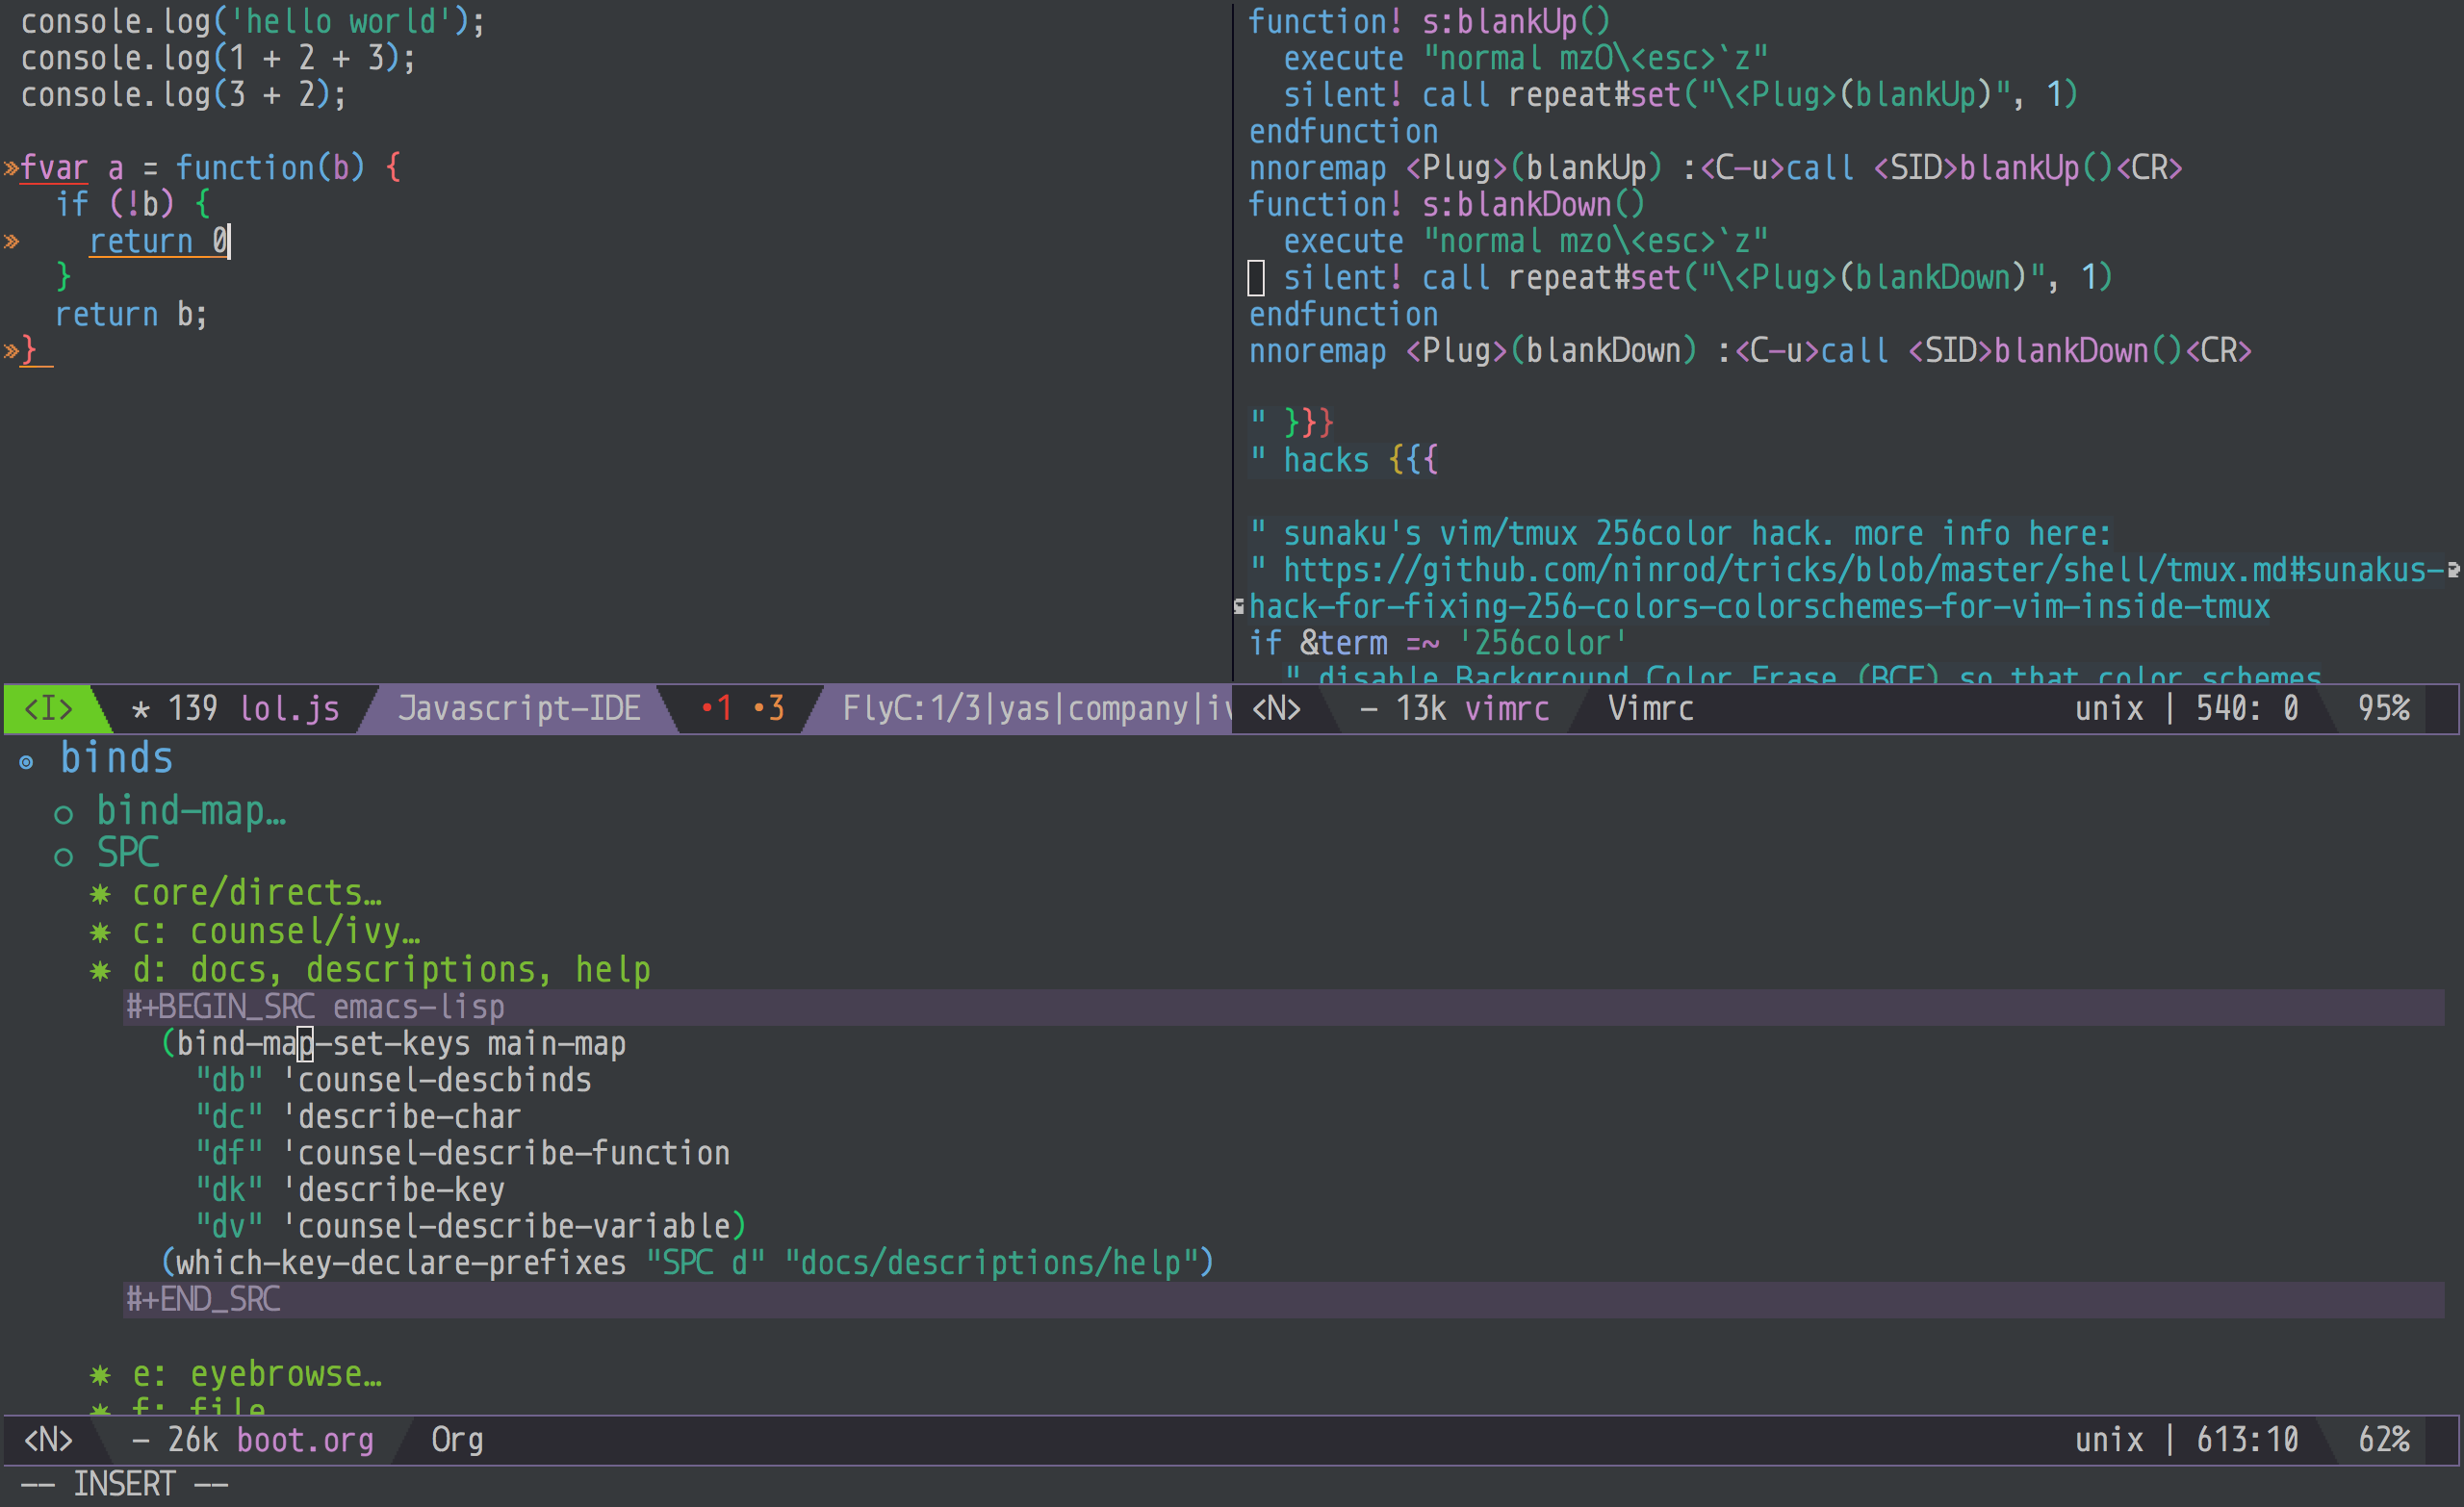 console.log('hello world');
console.log(1 + 2 + 3);
console.log(3 + 2);
»fvar a = function(b) {
if (!b) {
» return 0
}
return b;
»}
<I> * 139 lol.js Javascript-IDE •1 •3 FlyC:1/3|yas|company|iv
function! s:blankUp()
execute "normal mzO\<esc>`z"
silent! call repeat#set("\<Plug>(blankUp)", 1)
endfunction
nnoremap <Plug>(blankUp) :<C-u>call <SID>blankUp()<CR>
function! s:blankDown()
execute "normal mzo\<esc>`z"
silent! call repeat#set("\<Plug>(blankDown)", 1)
endfunction
nnoremap <Plug>(blankDown) :<C-u>call <SID>blankDown()<CR>
" }}}
" hacks {{{
" sunaku's vim/tmux 256color hack. more info here:
" https://github.com/ninrod/tricks/blob/master/shell/tmux.md#sunakus-
hack-for-fixing-256-colors-colorschemes-for-vim-inside-tmux
if &term =~ '256color'
" disable Background Color Erase (BCE) so that color schemes
<N> - 13k vimrc Vimrc unix | 540: 0 95%
binds
bind-map…
SPC
core/directs…
c: counsel/ivy…
d: docs, descriptions, help
#+BEGIN_SRC emacs-lisp
(bind-map-set-keys main-map
"db" 'counsel-descbinds
"dc" 'describe-char
"df" 'counsel-describe-function
"dk" 'describe-key
"dv" 'counsel-describe-variable)
(which-key-declare-prefixes "SPC d" "docs/descriptions/help")
#+END_SRC
e: eyebrowse…
f: file
<N> - 26k boot.org Org unix | 613:10 62%
-- INSERT --